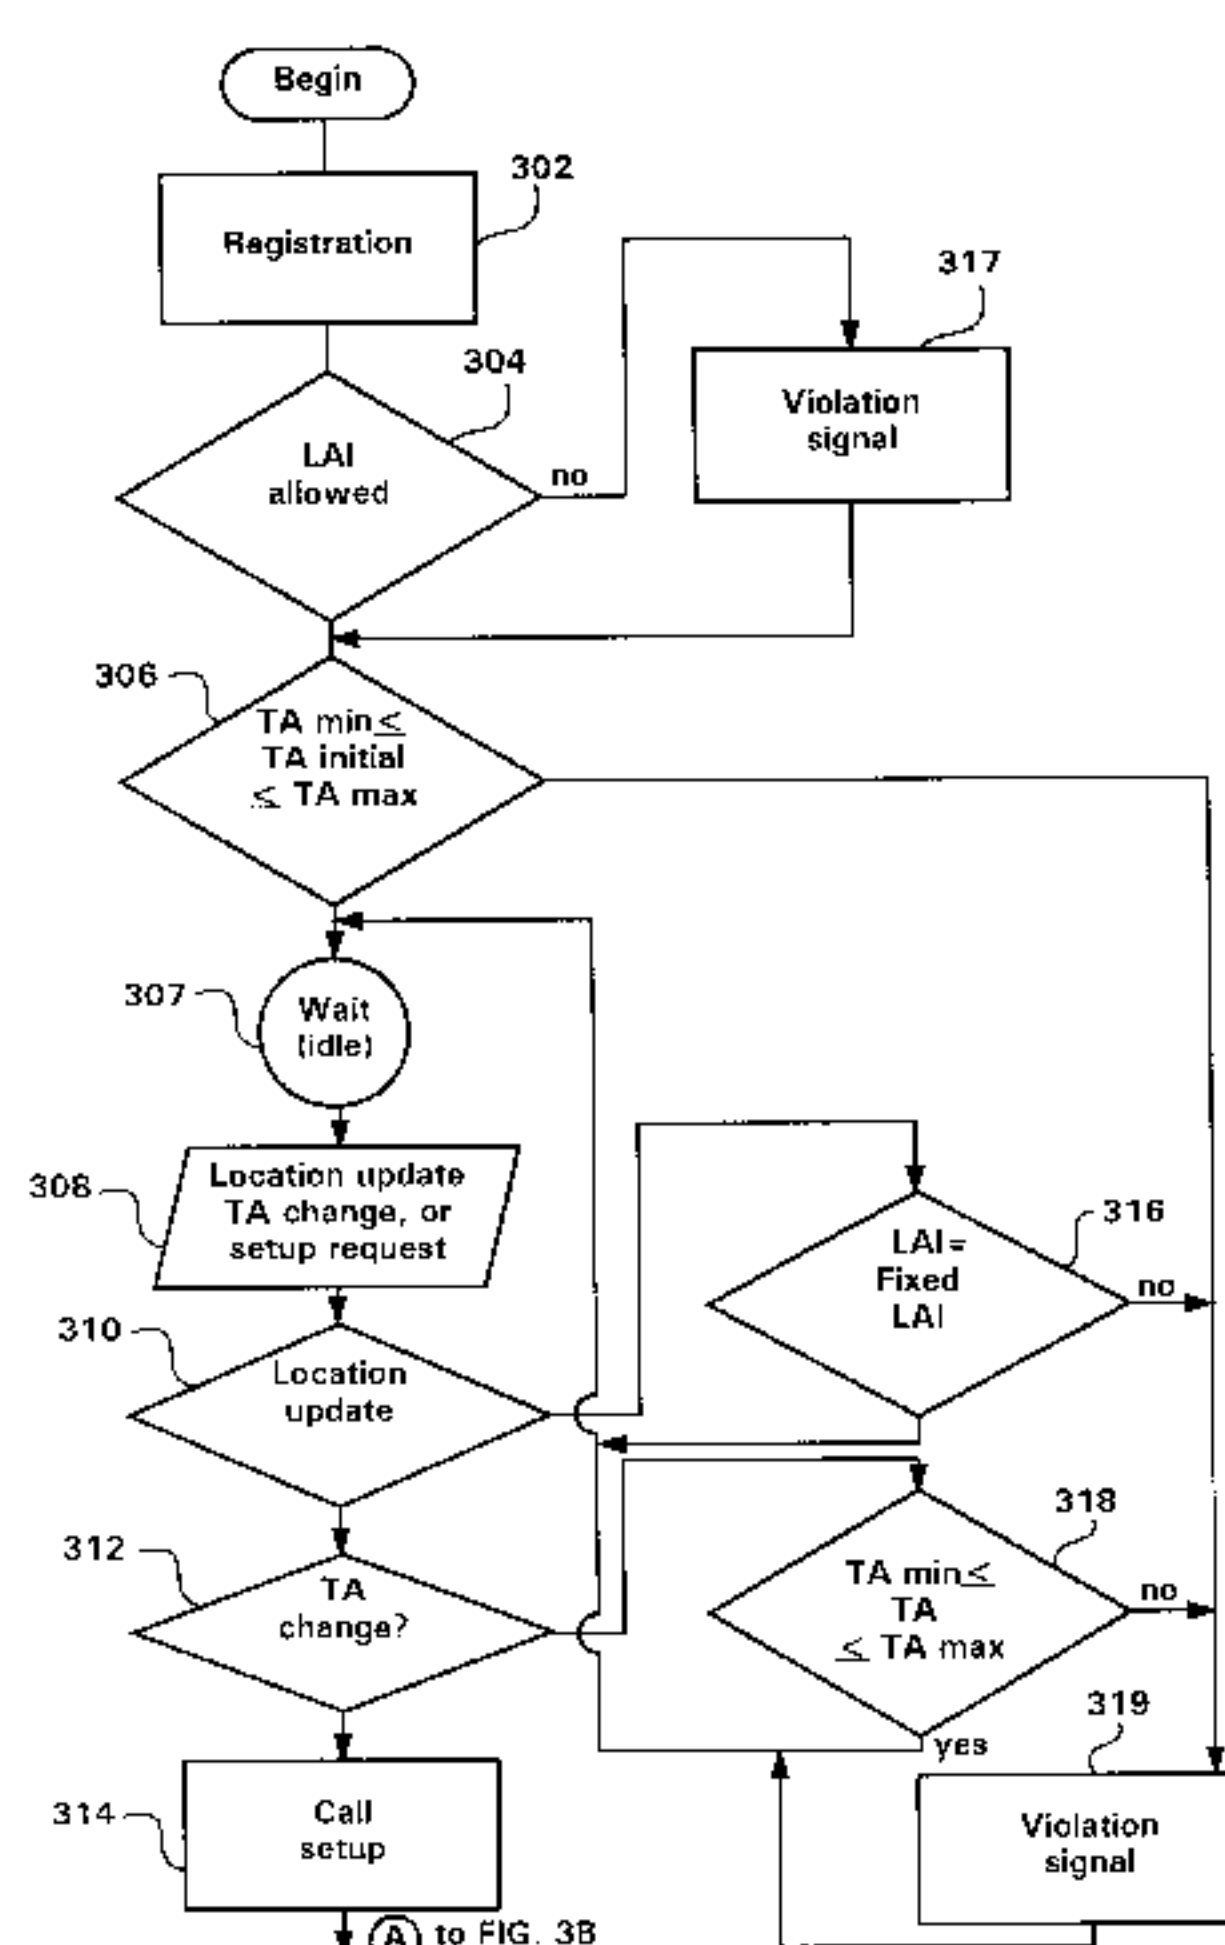 Begin
302
Registration
317
304
Violation
signal
LAI
allowed
no
306
TA min ≤
TA initial
≤ TA max
307
Wait
(idle)
308
Location update
TA change, or
setup request
316
LAI =
Fixed
LAI
no
310
Location
update
318
312
TA
change?
TA min ≤
TA
≤ TA max
no
319
yes
314
Call
setup
Violation
signal
A to FIG. 3B